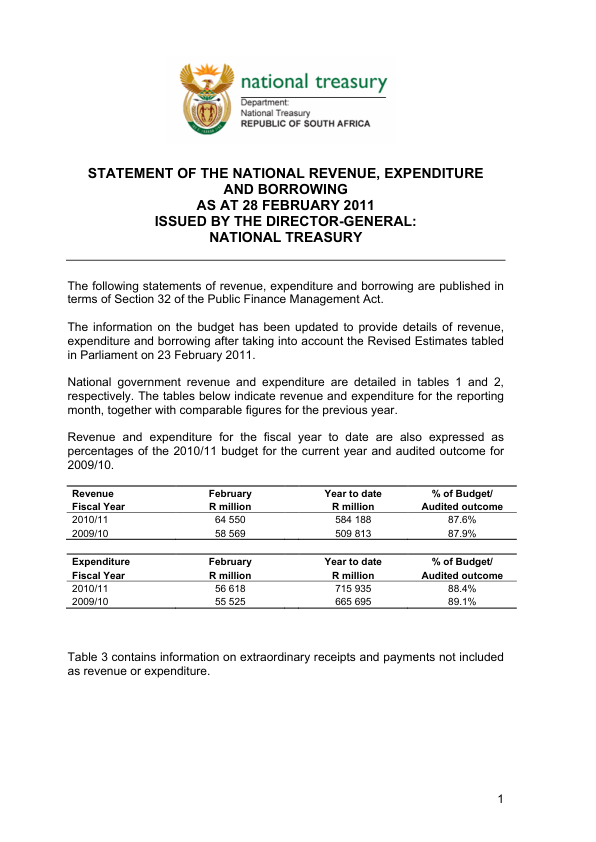 national treasury
Department:
National Treasury
REPUBLIC OF SOUTH AFRICA
STATEMENT OF THE NATIONAL REVENUE, EXPENDITURE
AND BORROWING
AS AT 28 FEBRUARY 2011
ISSUED BY THE DIRECTOR-GENERAL:
NATIONAL TREASURY
The following statements of revenue, expenditure and borrowing are published in
terms of Section 32 of the Public Finance Management Act.
The information on the budget has been updated to provide details of revenue,
expenditure and borrowing after taking into account the Revised Estimates tabled
in Parliament on 23 February 2011.
National government revenue and expenditure are detailed in tables 1 and 2,
respectively. The tables below indicate revenue and expenditure for the reporting
month, together with comparable figures for the previous year.
Revenue and expenditure for the fiscal year to date are also expressed as
percentages of the 2010/11 budget for the current year and audited outcome for
2009/10.
Revenue February Year to date % of Budget/
Fiscal Year R million R million Audited outcome
2010/11 64 550 584 188 87.6%
2009/10 58 569 509 813 87.9%
Expenditure February Year to date % of Budget/
Fiscal Year R million R million Audited outcome
2010/11 56 618 715 935 88.4%
2009/10 55 525 665 695 89.1%
Table 3 contains information on extraordinary receipts and payments not included
as revenue or expenditure.
1